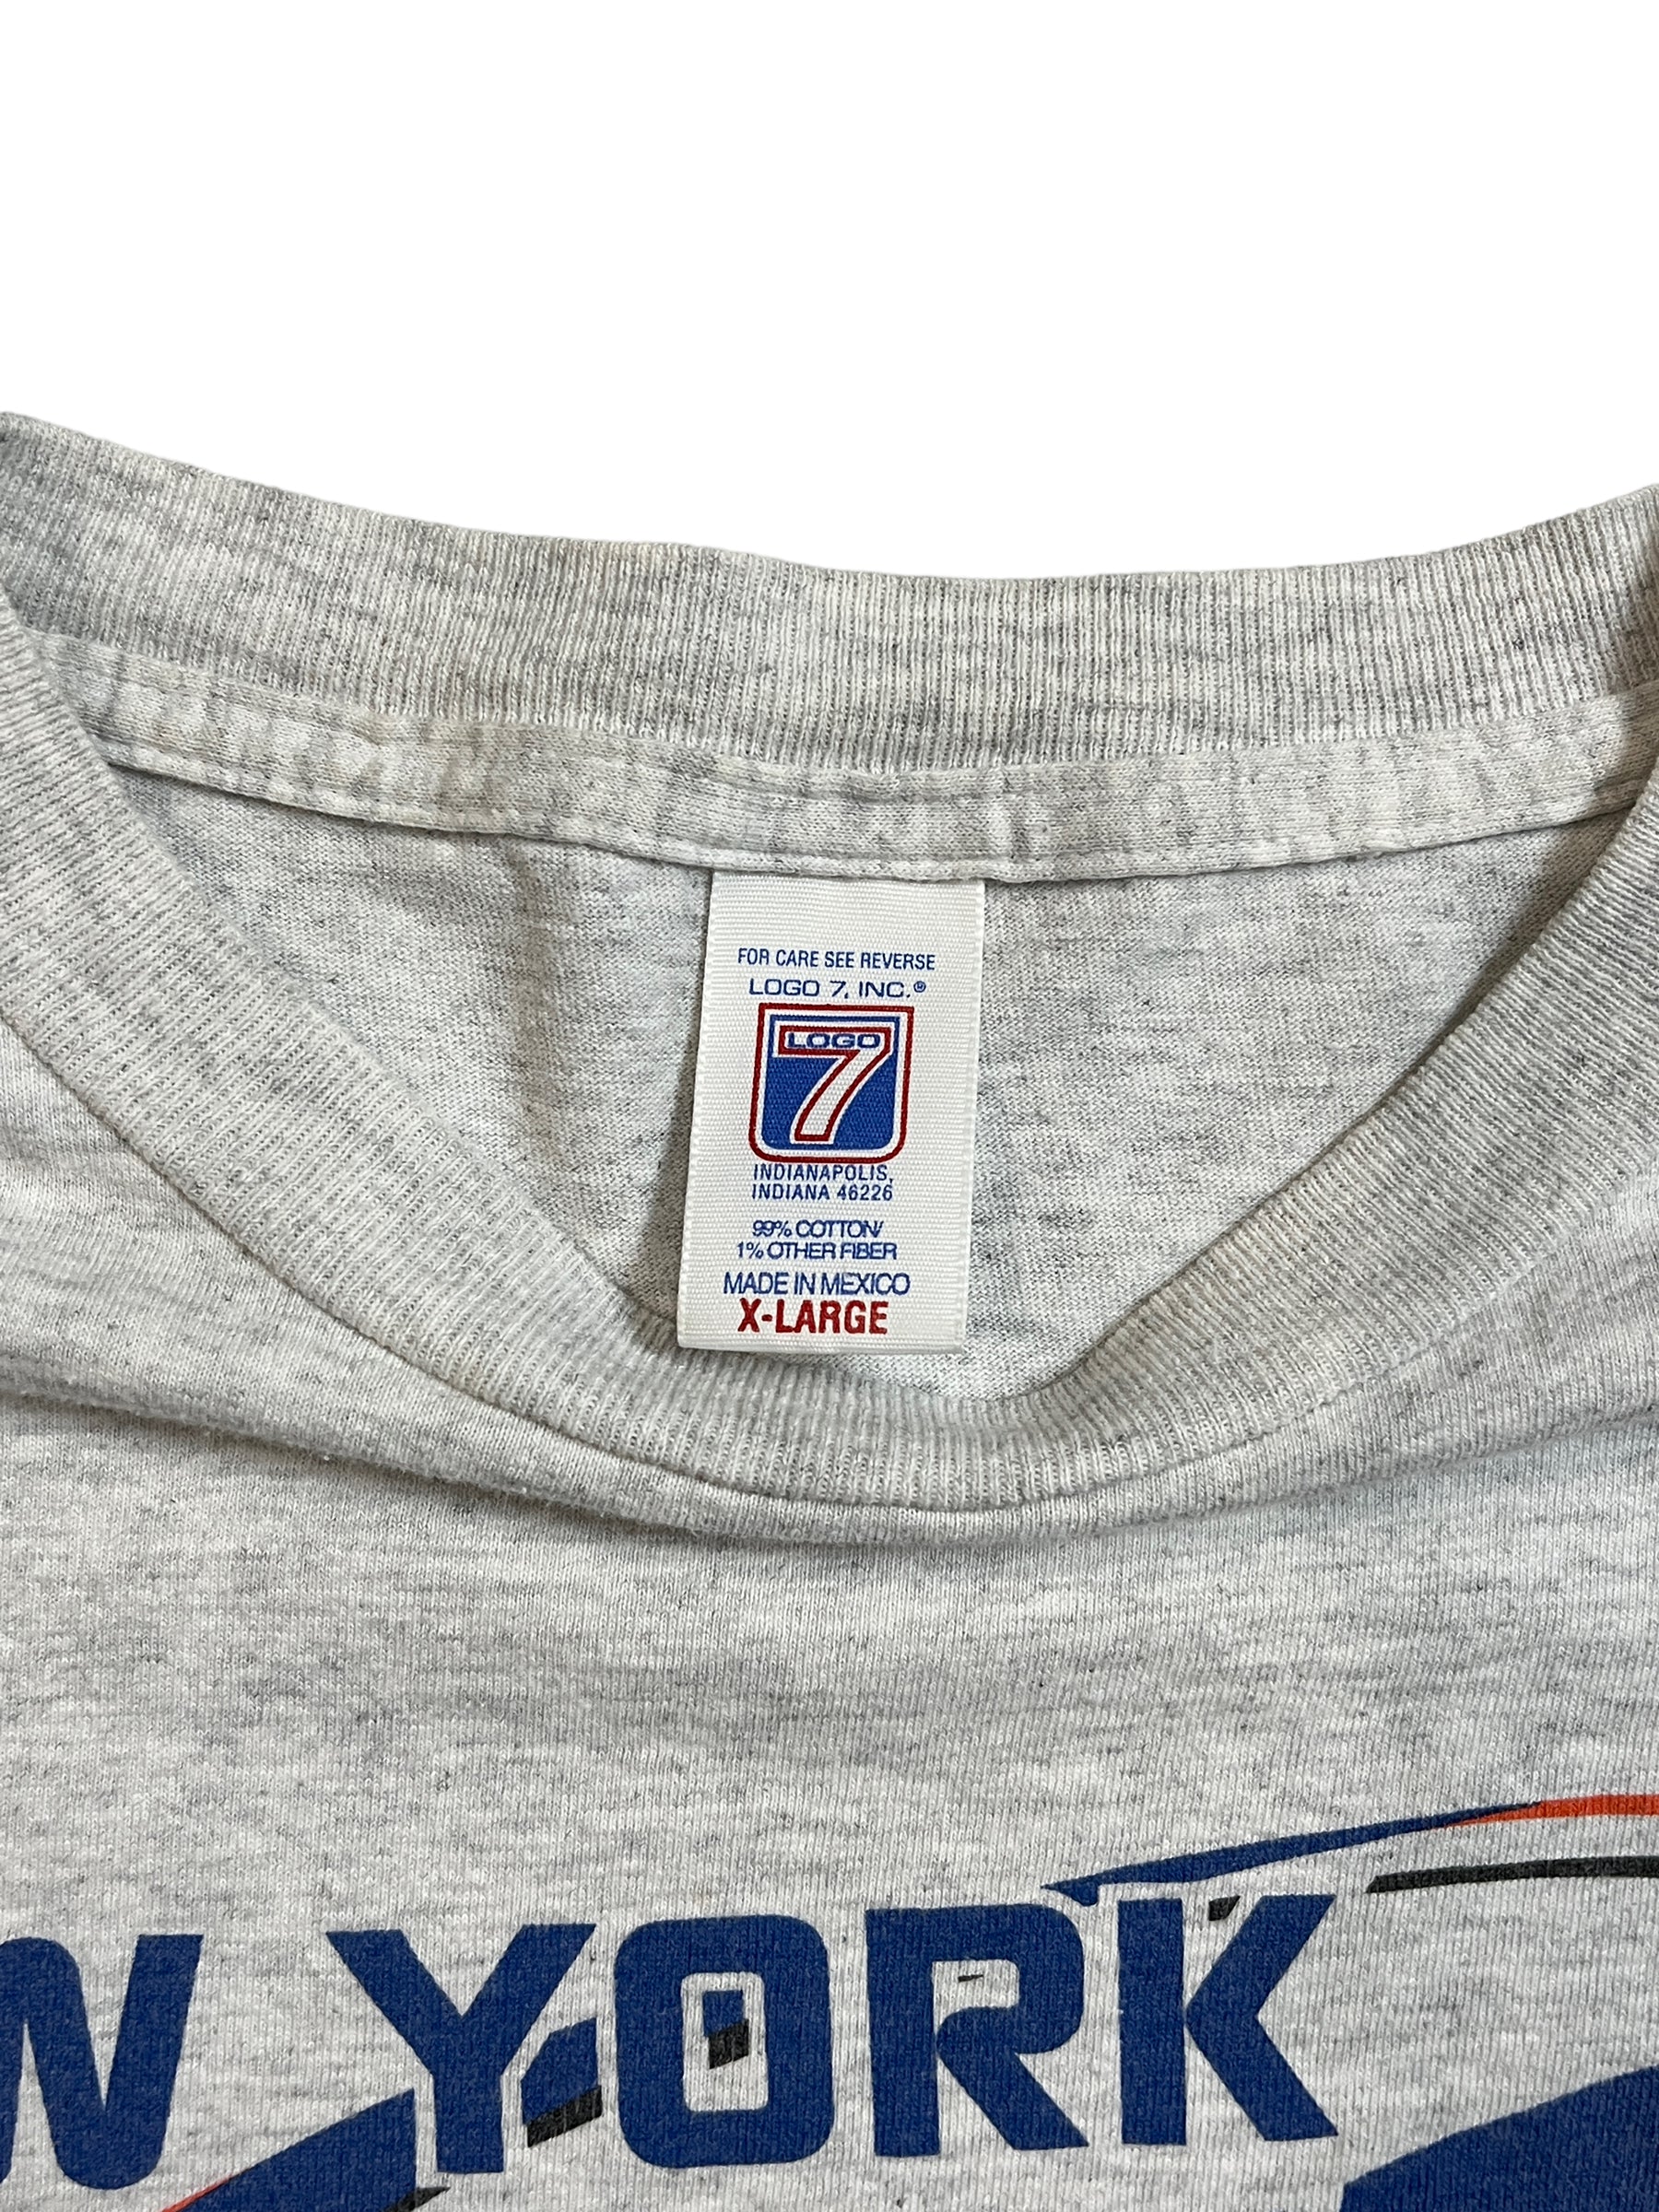 FOR CARE SEE REVERSE
LOGO 7, INC.®
LOGO
7
INDIANAPOLIS,
INDIANA 46226
99% COTTON/
1% OTHER FIBER
MADE IN MEXICO
X-LARGE
W YORK